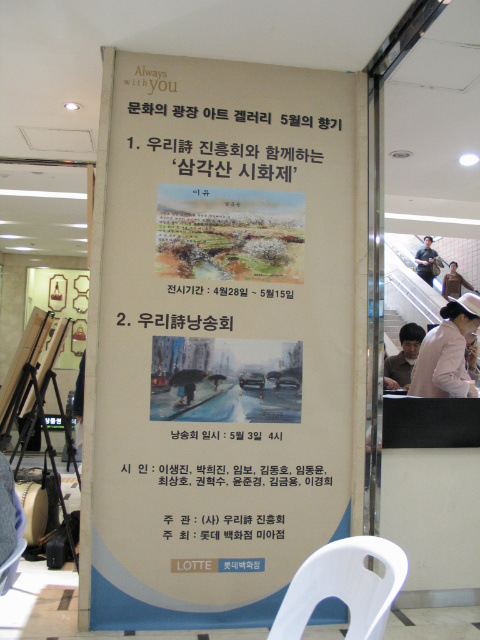 Always
with you
문화의 광장 아트 갤러리 5월의 향기
1. 우리詩 진흥회와 함께하는
‘삼각산 시화제’
이유
전시기간 : 4월28일 ~ 5월15일
2. 우리詩낭송회
낭송회 일시 : 5월 3일 4시
시 인 : 이생진, 박희진, 임보, 김동호, 임동윤,
최상호, 권혁수, 윤준경, 김금용, 이경희
주 관 : (사) 우리詩 진흥회
주 최 : 롯데 백화점 미아점
LOTTE 롯데백화점
상품권